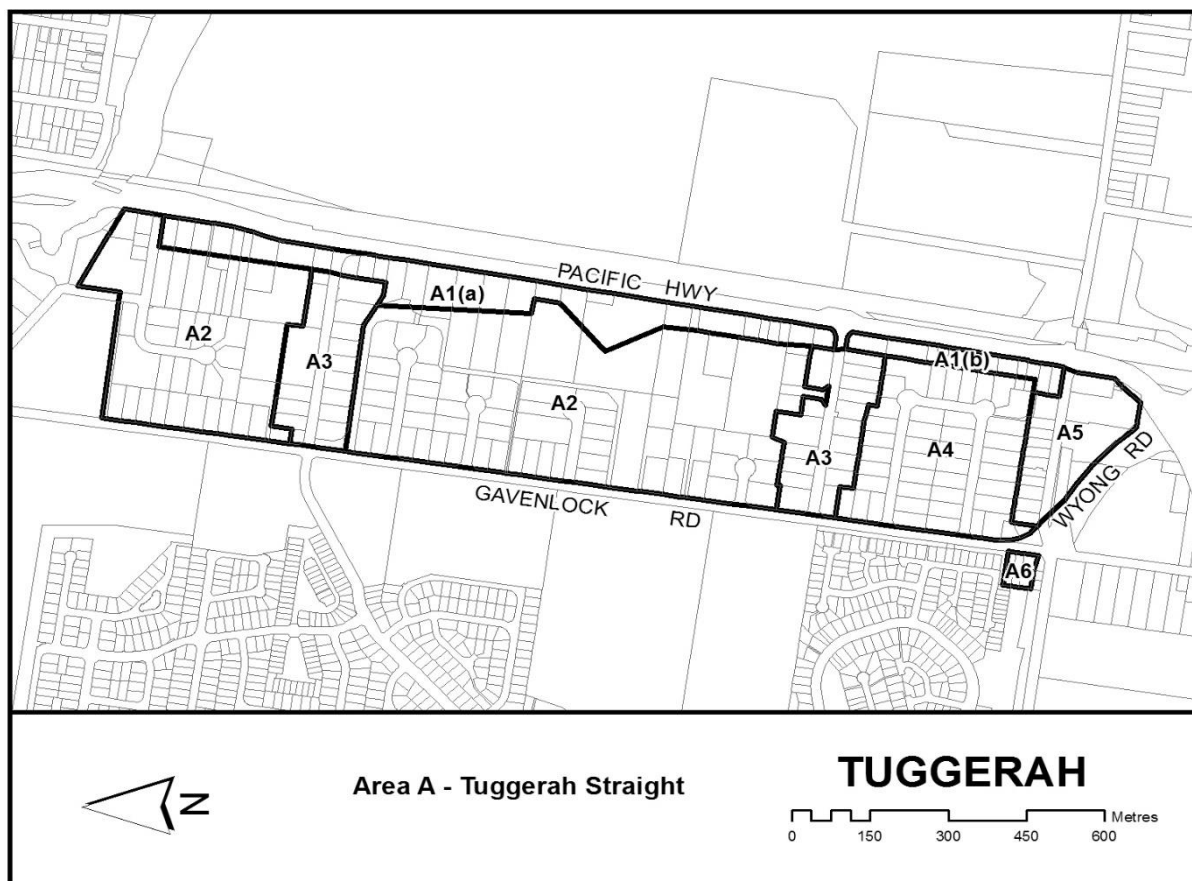 PACIFIC HWY
A1(a)
A2
A3
A1(b)
A2
A5
A4
A3
WYONG RD
GAVENLOCK RD
A6
Area A - Tuggerah Straight
TUGGERAH
N
Metres
0 150 300 450 600